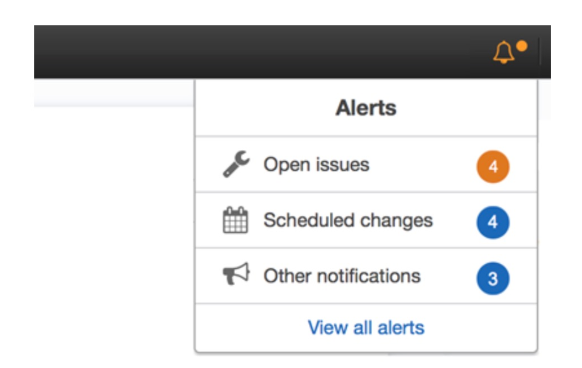 Alerts
Open issues 4
Scheduled changes 4
Other notifications 3
View all alerts